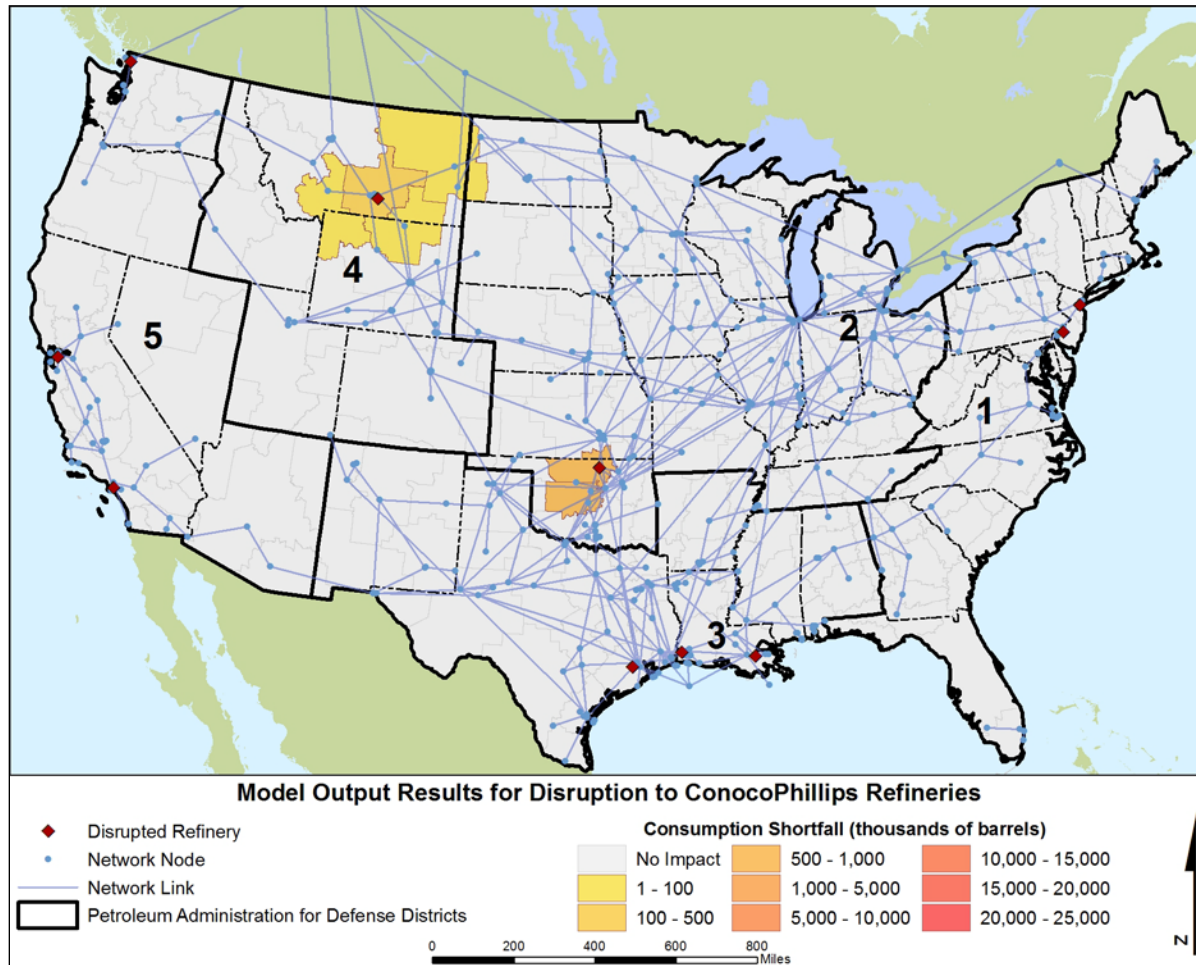 4
5
2
1
3
Model Output Results for Disruption to ConocoPhillips Refineries
Disrupted Refinery
Network Node
Network Link
Petroleum Administration for Defense Districts
Consumption Shortfall (thousands of barrels)
No Impact
1 - 100
100 - 500
500 - 1,000
1,000 - 5,000
5,000 - 10,000
10,000 - 15,000
15,000 - 20,000
20,000 - 25,000
0 200 400 600 800
Miles
N